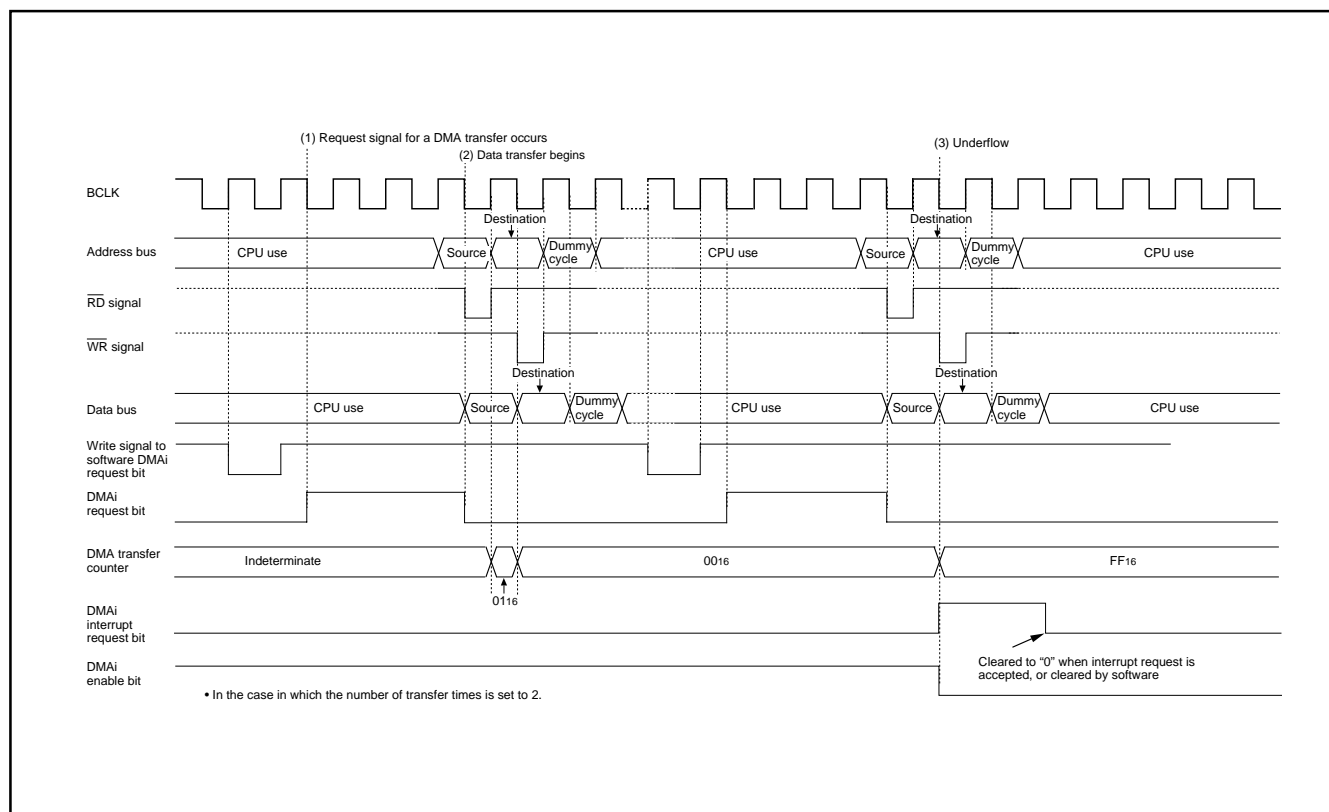 (1) Request signal for a DMA transfer occurs
(2) Data transfer begins
(3) Underflow
BCLK
Destination
Destination
Address bus
CPU use
Source
Dummy
cycle
CPU use
Source
Dummy
cycle
CPU use
RD signal
WR signal
Destination
Destination
Data bus
CPU use
Source
Dummy
cycle
CPU use
Source
Dummy
cycle
CPU use
Write signal to
software DMAi
request bit
DMAi
request bit
DMA transfer
counter
Indeterminate
0016
FF16
0116
DMAi
interrupt
request bit
Cleared to “0” when interrupt request is
accepted, or cleared by software
DMAi
enable bit
• In the case in which the number of transfer times is set to 2.